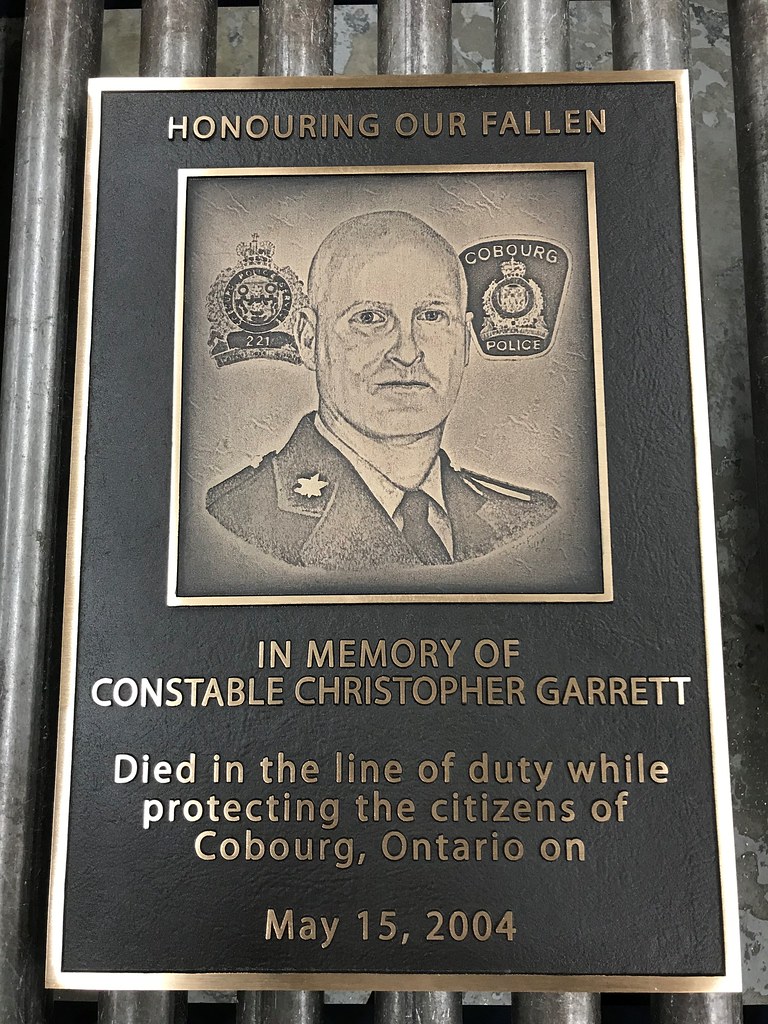 HONOURING OUR FALLEN
221
COBOURG
POLICE
IN MEMORY OF
CONSTABLE CHRISTOPHER GARRETT
Died in the line of duty while
protecting the citizens of
Cobourg, Ontario on
May 15, 2004